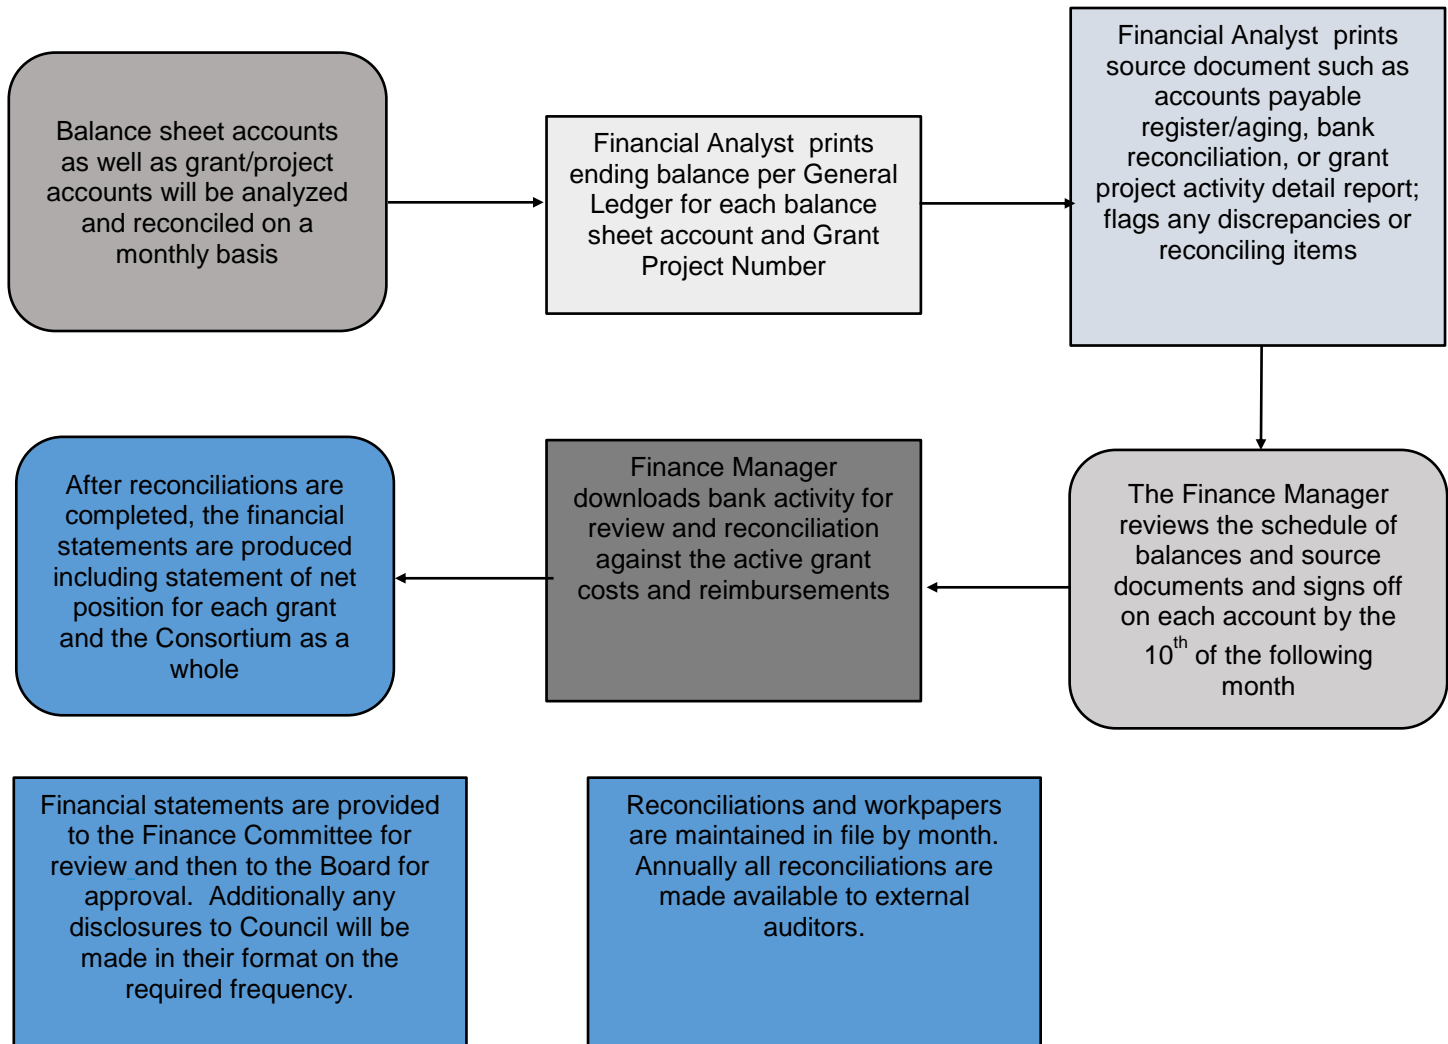 Balance sheet accounts
as well as grant/project
accounts will be analyzed
and reconciled on a
monthly basis
Financial Analyst  prints
ending balance per General
Ledger for each balance
sheet account and Grant
Project Number
Financial Analyst  prints
source document such as
accounts payable
register/aging, bank
reconciliation, or grant
project activity detail report;
flags any discrepancies or
reconciling items
The Finance Manager
reviews the schedule of
balances and source
documents and signs off
on each account by the
10th of the following
month
Finance Manager
downloads bank activity for
review and reconciliation
against the active grant
costs and reimbursements
After reconciliations are
completed, the financial
statements are produced
including statement of net
position for each grant
and the Consortium as a
whole
Financial statements are provided
to the Finance Committee for
review and then to the Board for
approval.  Additionally any
disclosures to Council will be
made in their format on the
required frequency.
Reconciliations and workpapers
are maintained in file by month.
Annually all reconciliations are
made available to external
auditors.